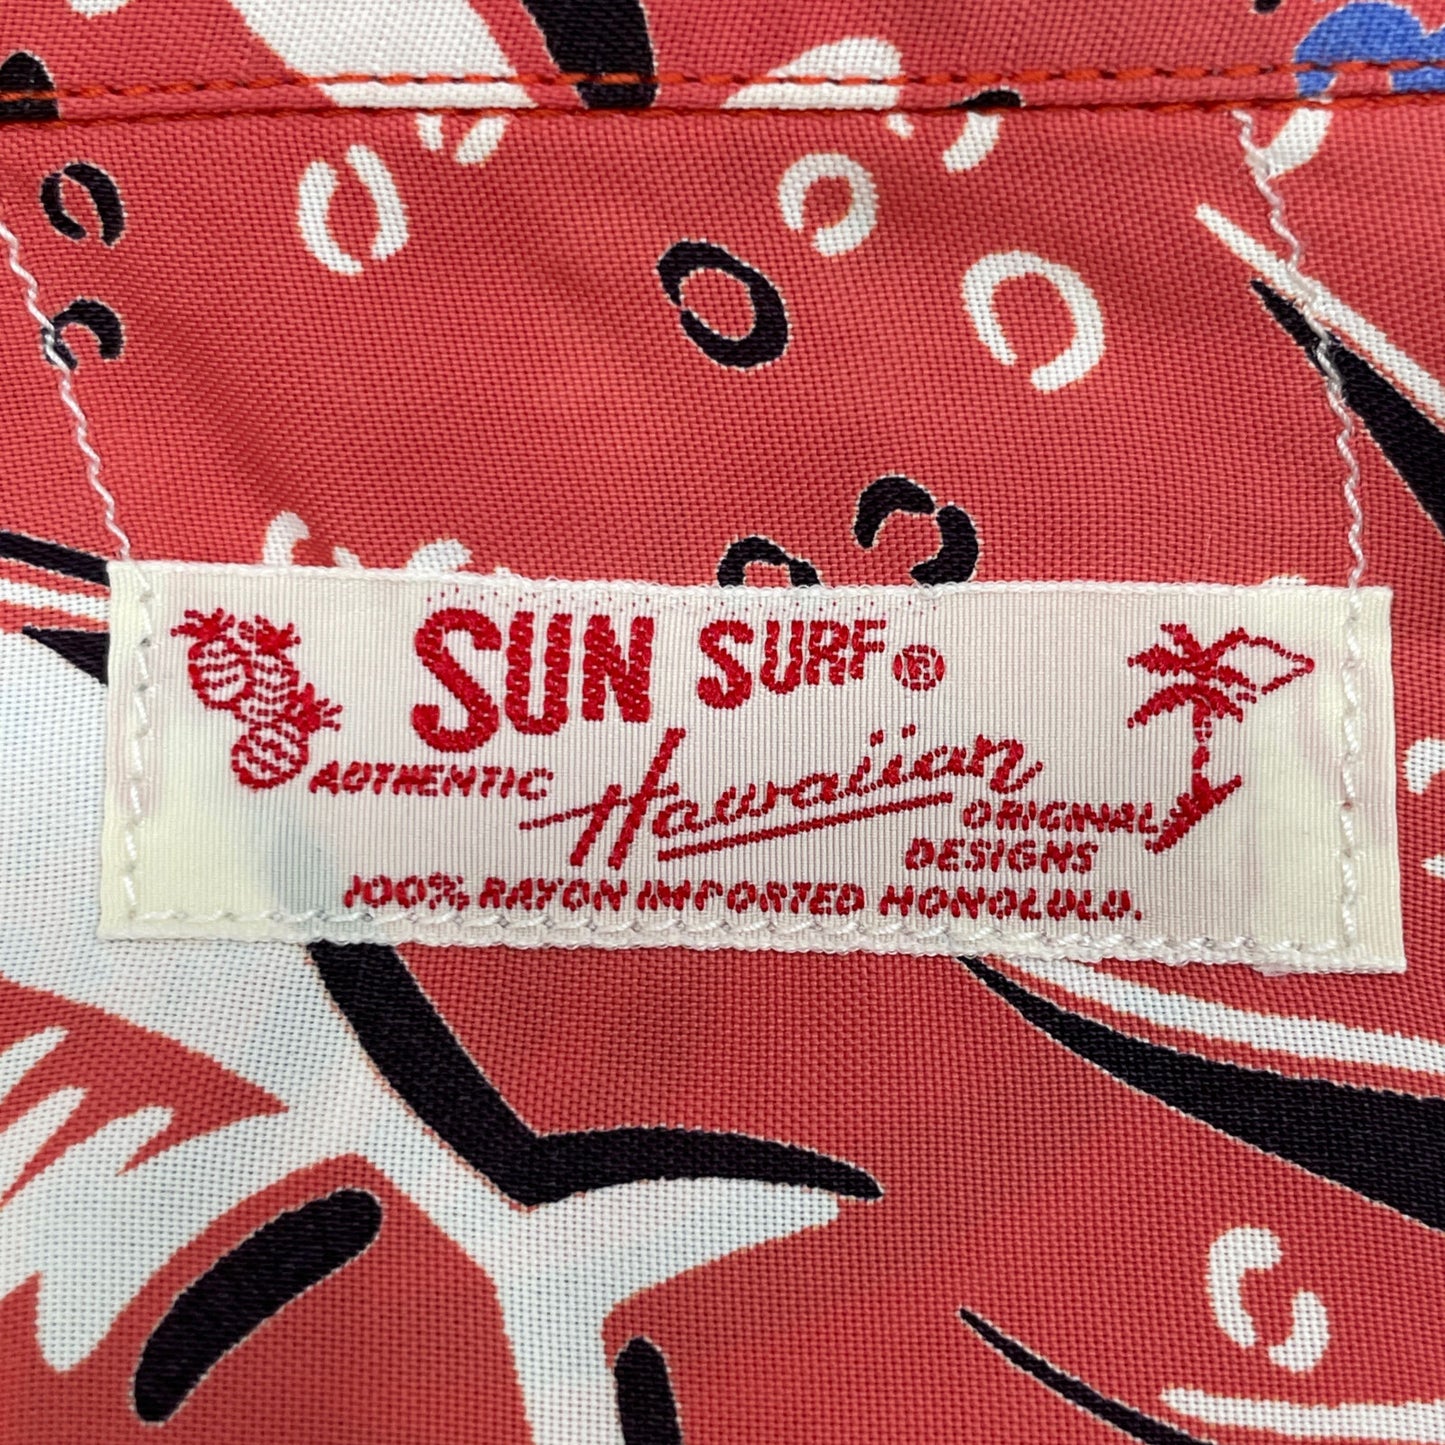 SUN SURF®
AUTHENTIC Hawaiian ORIGINAL
DESIGNS
100% RAYON IMPORTED HONOLULU.